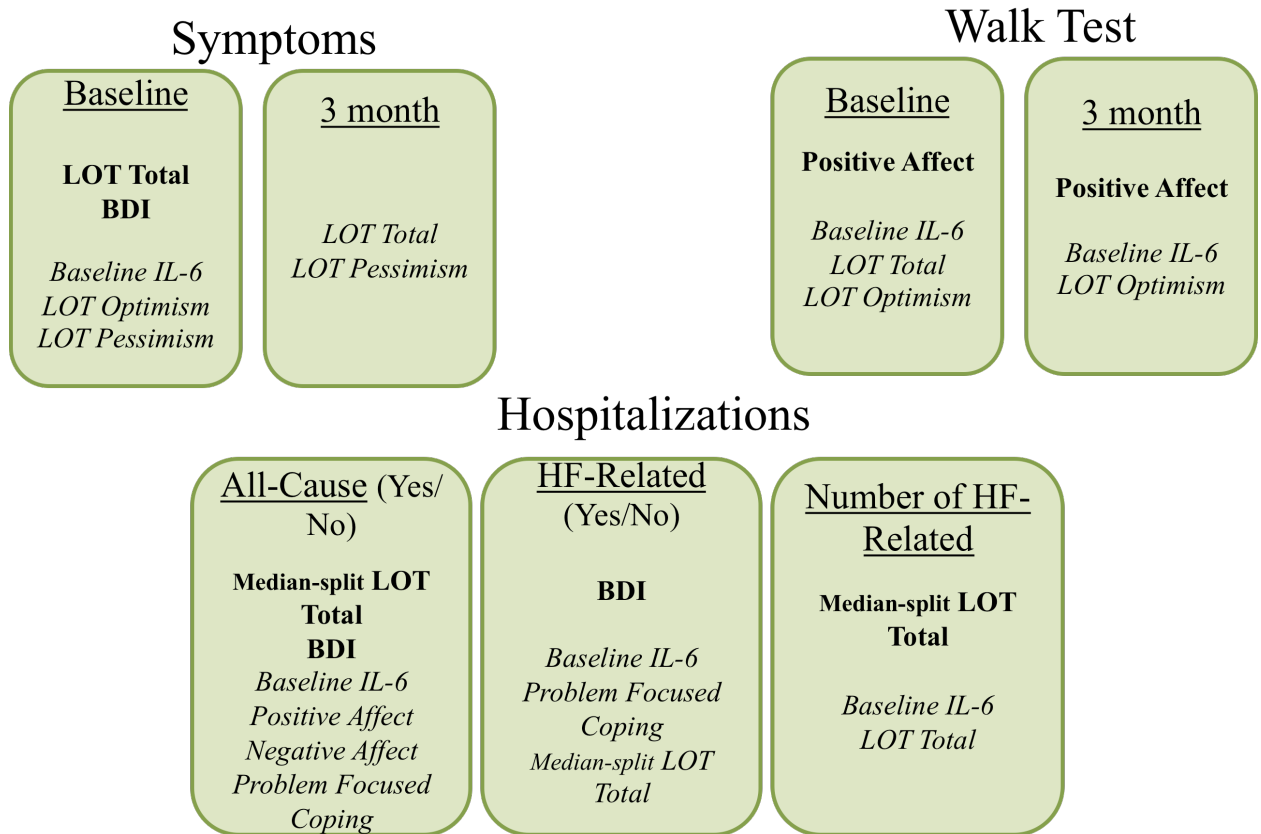 Symptoms
Baseline
LOT Total
BDI
Baseline IL-6
LOT Optimism
LOT Pessimism
3 month
LOT Total
LOT Pessimism
Walk Test
Baseline
Positive Affect
Baseline IL-6
LOT Total
LOT Optimism
3 month
Positive Affect
Baseline IL-6
LOT Optimism
Hospitalizations
All-Cause (Yes/
No)
Median-split LOT
Total
BDI
Baseline IL-6
Positive Affect
Negative Affect
Problem Focused
Coping
HF-Related
(Yes/No)
BDI
Baseline IL-6
Problem Focused
Coping
Median-split LOT
Total
Number of HF-
Related
Median-split LOT
Total
Baseline IL-6
LOT Total